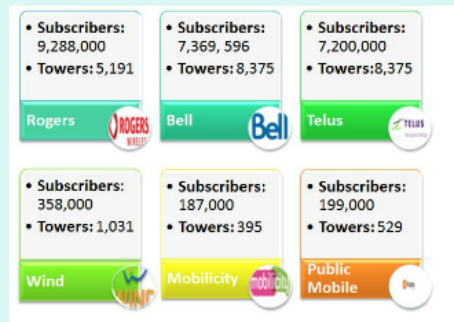 • Subscribers:
9,288,000
• Towers: 5,191
Rogers
ROGERS
WIRELESS
• Subscribers:
7,369, 596
• Towers: 8,375
Bell
Bell
• Subscribers:
7,200,000
• Towers:8,375
Telus
TELUS
• Subscribers:
358,000
• Towers: 1,031
Wind
WIND
• Subscribers:
187,000
• Towers: 395
Mobilicity
mobilicity
• Subscribers:
199,000
• Towers: 529
Public
Mobile